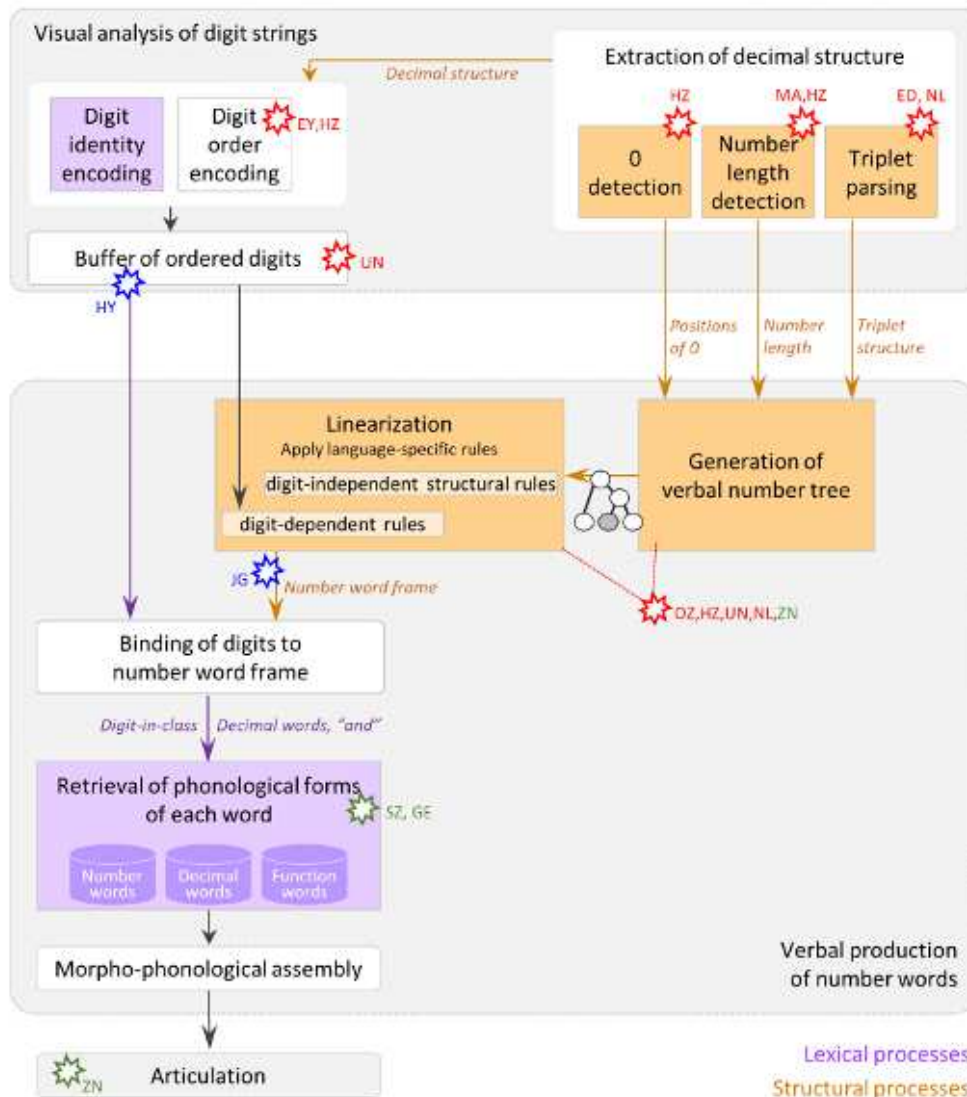 Visual analysis of digit strings
Decimal structure
Extraction of decimal structure
Digit
identity
encoding
Digit
order
encoding
EY,HZ
HZ
MA,HZ
ED, NL
0
detection
Number
length
detection
Triplet
parsing
Buffer of ordered digits
UN
HY
Positions
of 0
Number
length
Triplet
structure
Linearization
Apply language-specific rules
digit-independent structural rules
digit-dependent rules
Generation of
verbal number tree
JG
Number word frame
OZ,HZ,UN,NL,ZN
Binding of digits to
number word frame
Digit-in-class
Decimal words, "and"
Retrieval of phonological forms
of each word
SZ, GE
Number
words
Decimal
words
Function
words
Morpho-phonological assembly
Verbal production
of number words
Articulation
ZN
Lexical processes
Structural processes